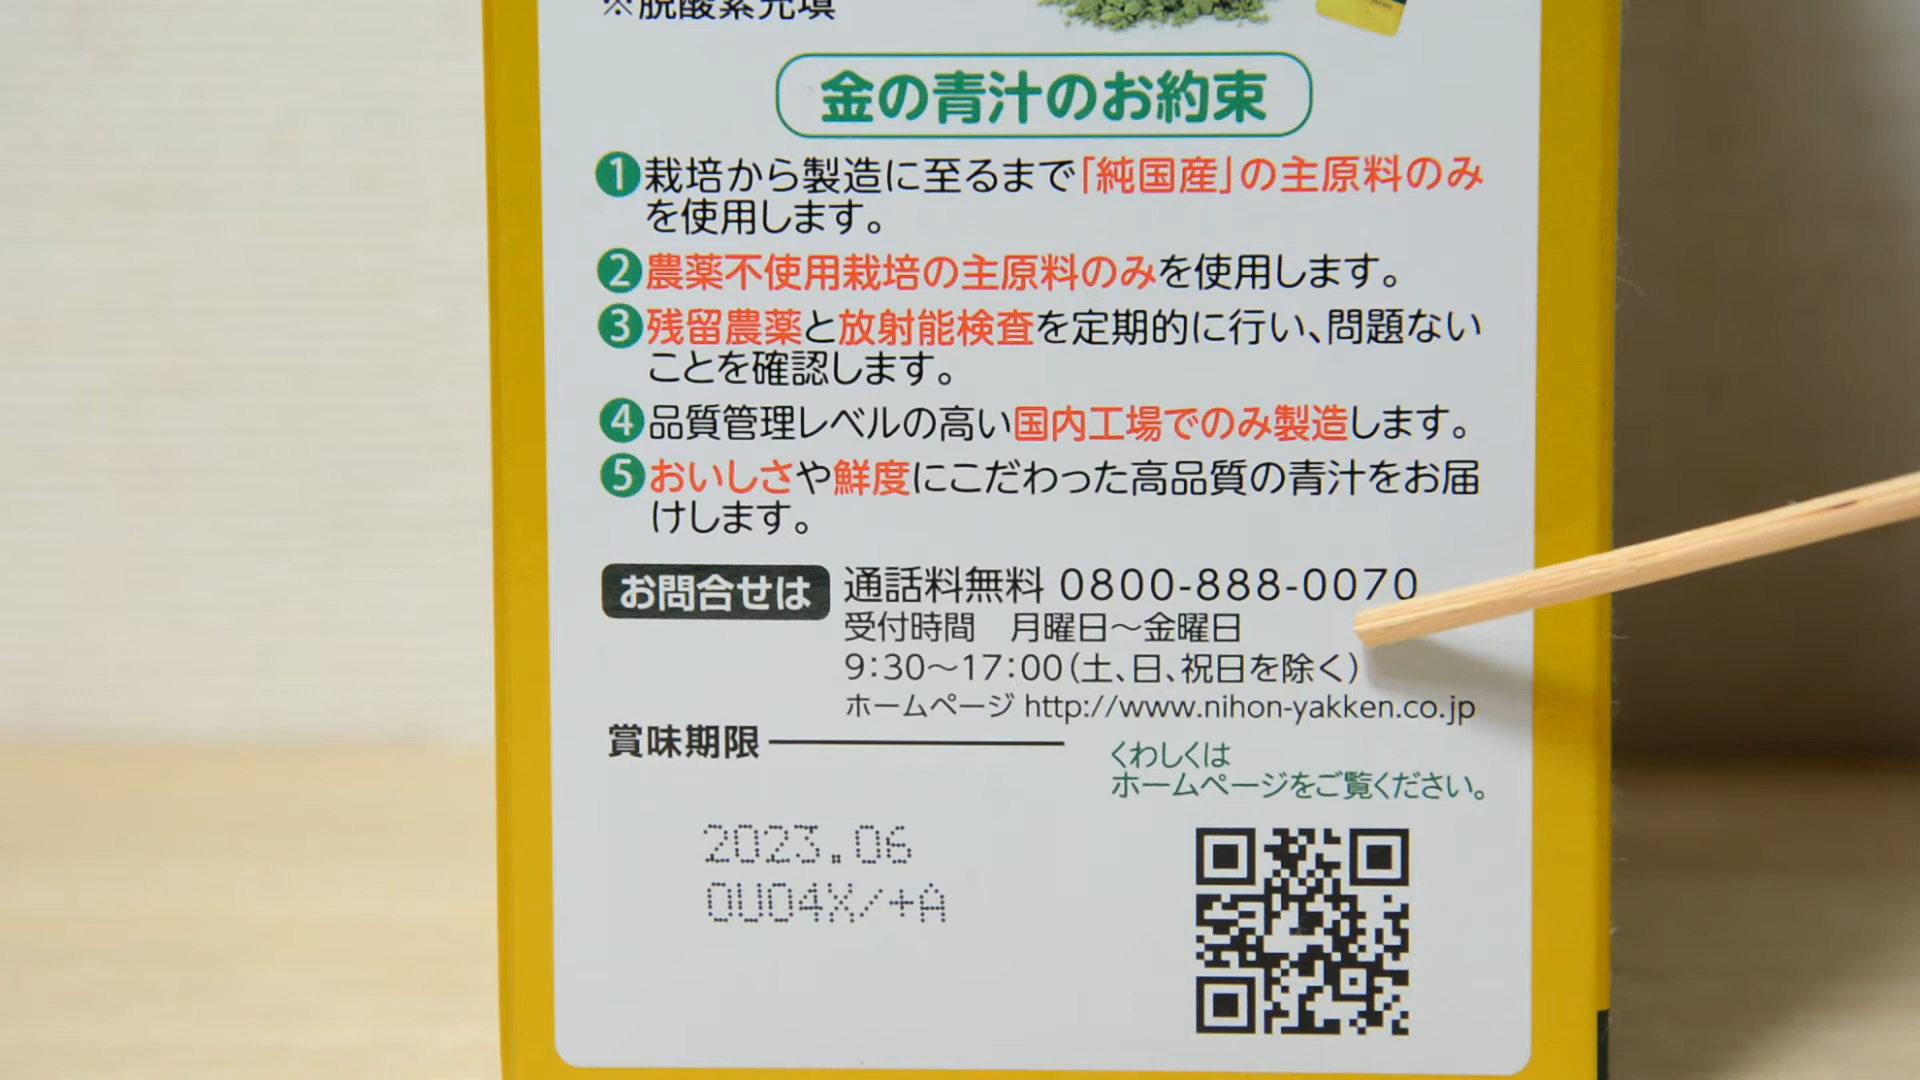 ※脱酸素充填
金の青汁のお約束
1 栽培から製造に至るまで「純国産」の主原料のみ
を使用します。
2 農薬不使用栽培の主原料のみを使用します。
3 残留農薬と放射能検査を定期的に行い、問題ない
ことを確認します。
4 品質管理レベルの高い国内工場でのみ製造します。
5 おいしさや鮮度にこだわった高品質の青汁をお届
けします。
お問合せは 通話料無料 0800-888-0070
受付時間　月曜日～金曜日
9:30～17:00(土、日、祝日を除く)
ホームページ http://www.nihon-yakken.co.jp
賞味期限
くわしくは
ホームページをご覧ください。
2023.06
0U04X/+A